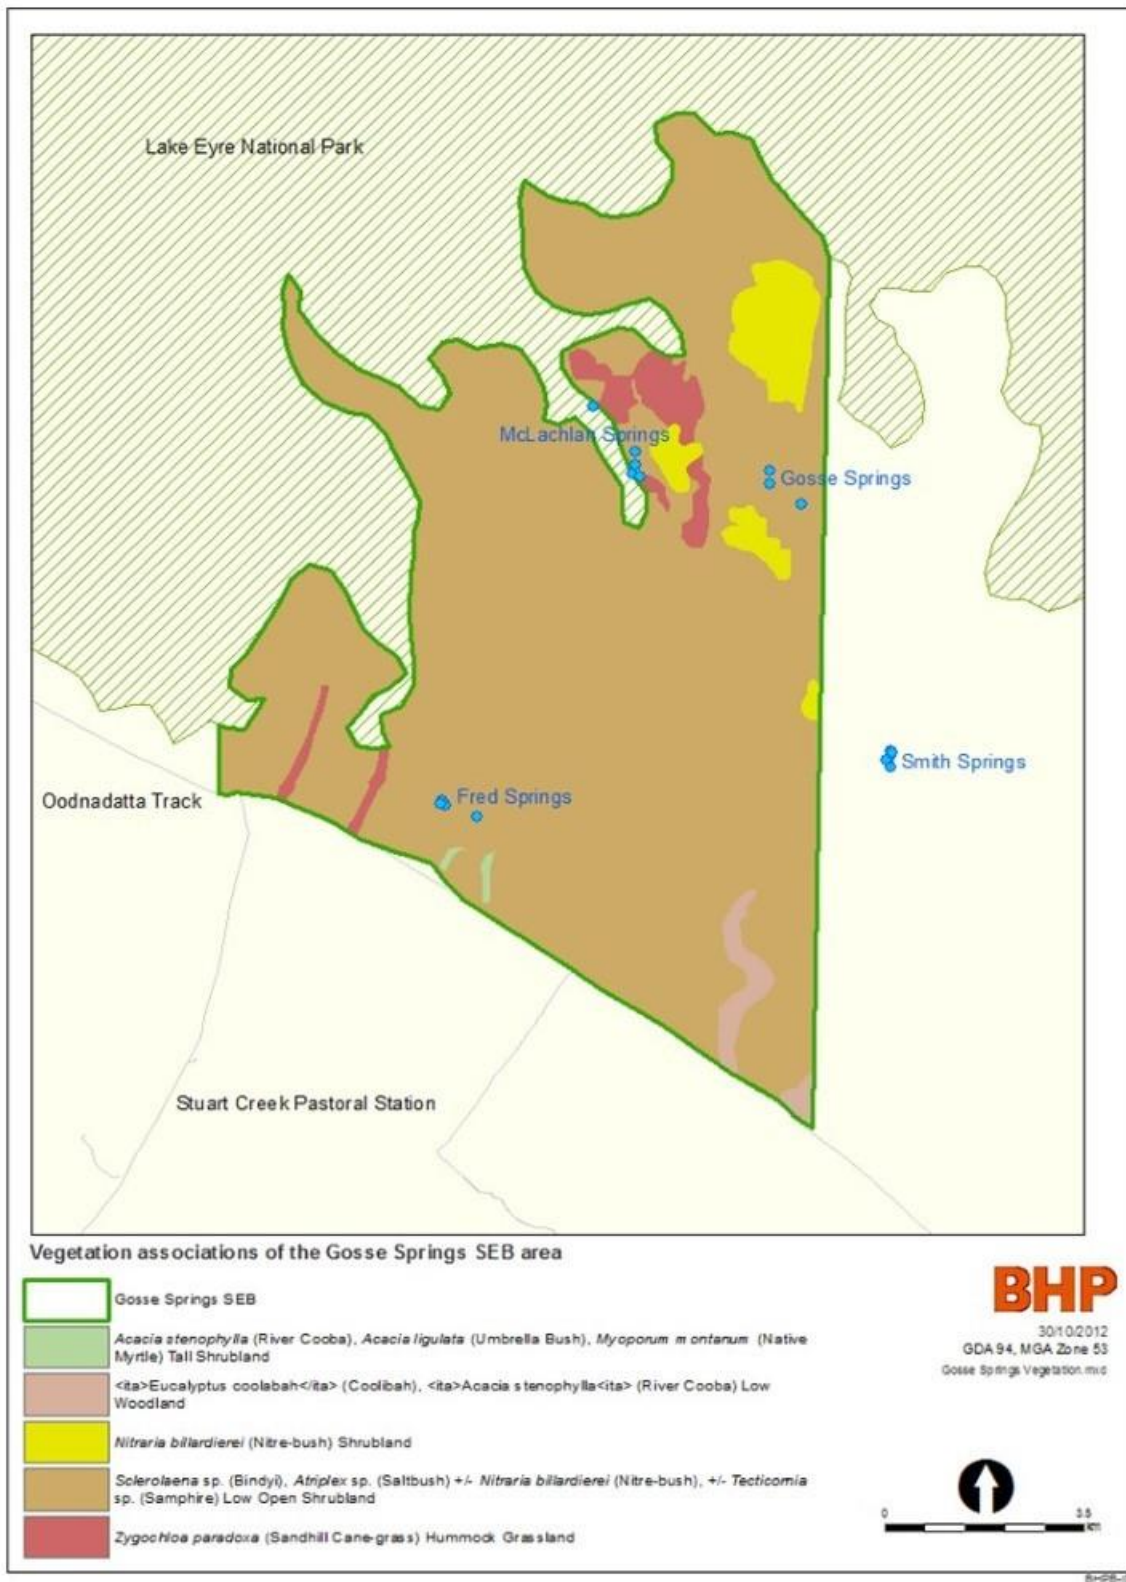 Lake Eyre National Park
McLachlan Springs
Gosse Springs
Smith Springs
Oodnadatta Track
Fred Springs
Stuart Creek Pastoral Station
Vegetation associations of the Gosse Springs SEB area
Gosse Springs SEB
Acacia stenophylla (River Cooba), Acacia ligulata (Umbrella Bush), Myoporum montanum (Native
Myrtle) Tall Shrubland
<ita>Eucalyptus coolabah</ita> (Coolibah), <ita>Acacia stenophylla<ita> (River Cooba) Low
Woodland
Nitraria billardierei (Nitre-bush) Shrubland
Sclerolaena sp. (Bindyi), Atriplex sp. (Saltbush) +/- Nitraria billardierei (Nitre-bush), +/- Tecticornia
sp. (Samphire) Low Open Shrubland
Zygochloa paradoxa (Sandhill Cane-grass) Hummock Grassland
BHP
30/10/2012
GDA 94, MGA Zone 53
Gosse Springs Vegetation.mxd
0 3.5
km